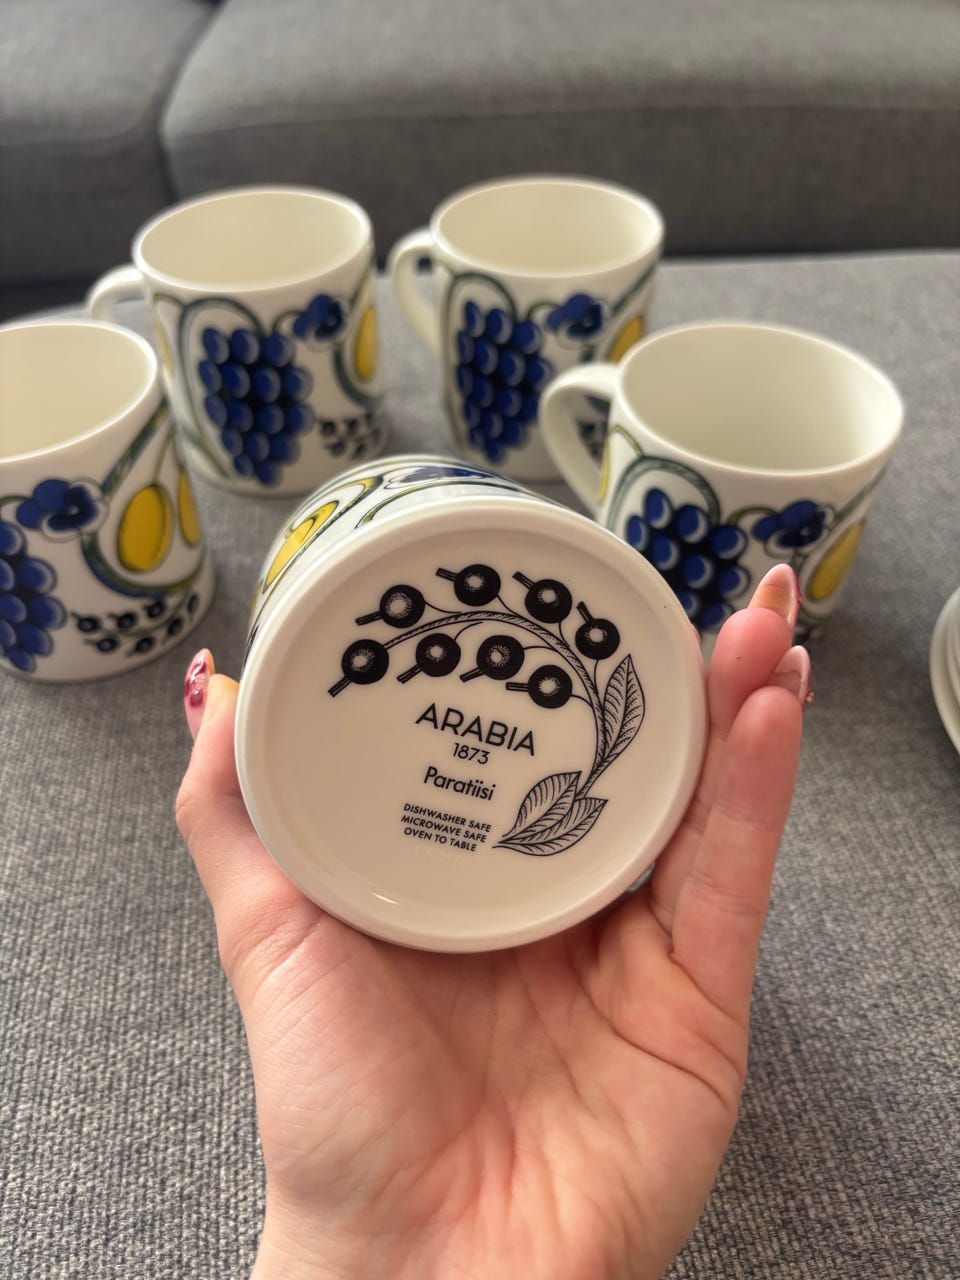 ARABIA
1873
Paratiisi
DISHWASHER SAFE
MICROWAVE SAFE
OVEN TO TABLE